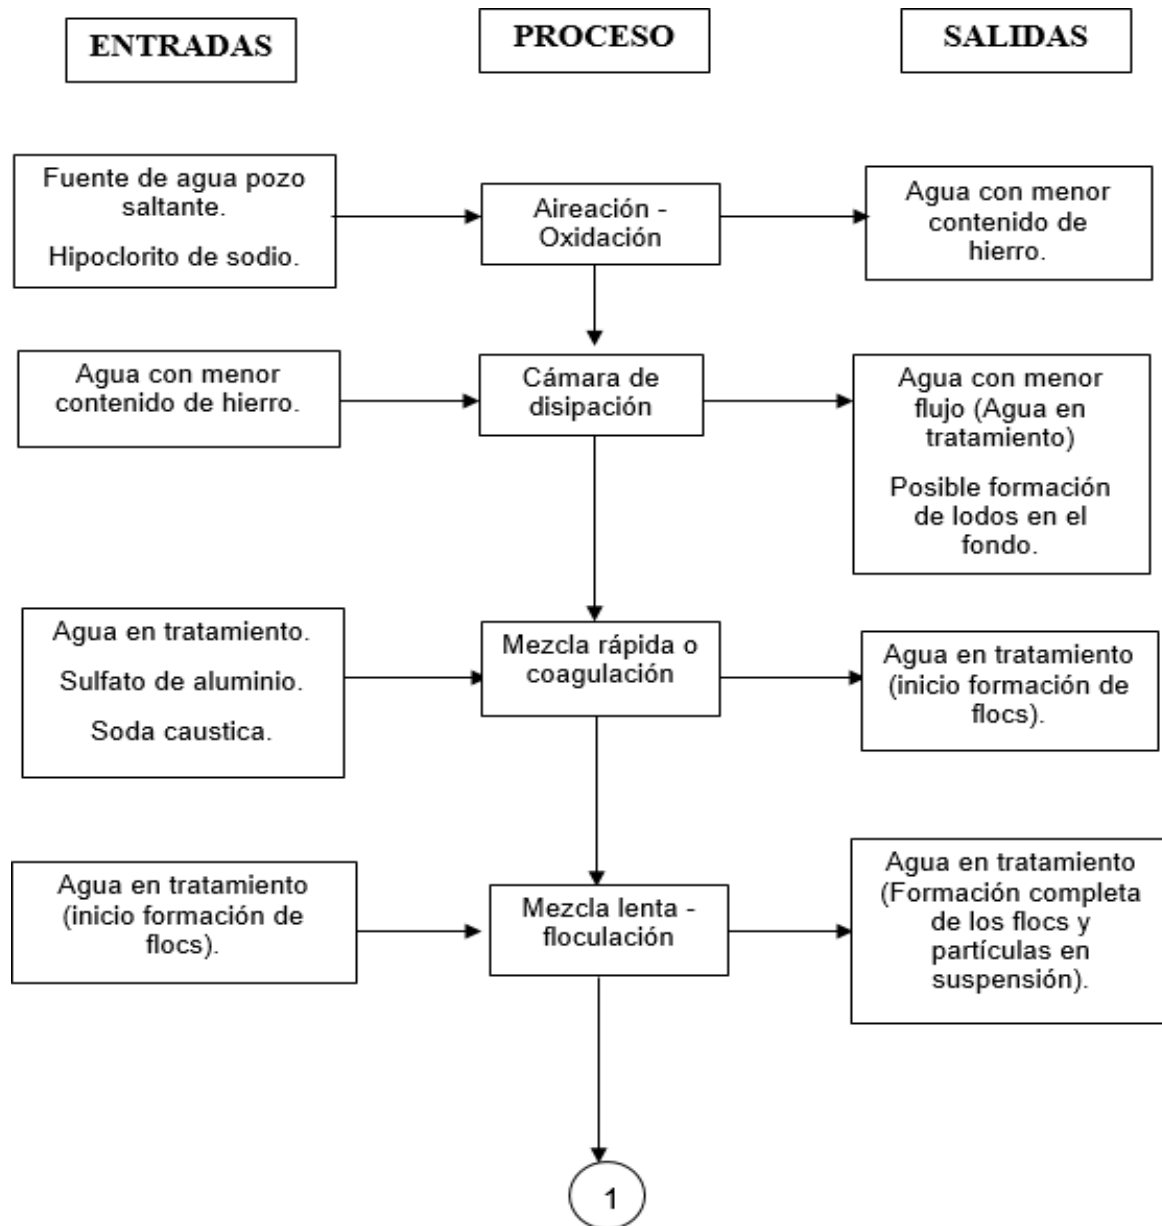 ENTRADAS
PROCESO
SALIDAS
Fuente de agua pozo
saltante.
Hipoclorito de sodio.
Aireación -
Oxidación
Agua con menor
contenido de
hierro.
Agua con menor
contenido de hierro.
Cámara de
disipación
Agua con menor
flujo (Agua en
tratamiento)
Posible formación
de lodos en el
fondo.
Agua en tratamiento.
Sulfato de aluminio.
Soda caustica.
Mezcla rápida o
coagulación
Agua en tratamiento
(inicio formación de
flocs).
Agua en tratamiento
(inicio formación de
flocs).
Mezcla lenta -
floculación
Agua en tratamiento
(Formación completa
de los flocs y
partículas en
suspensión).
1